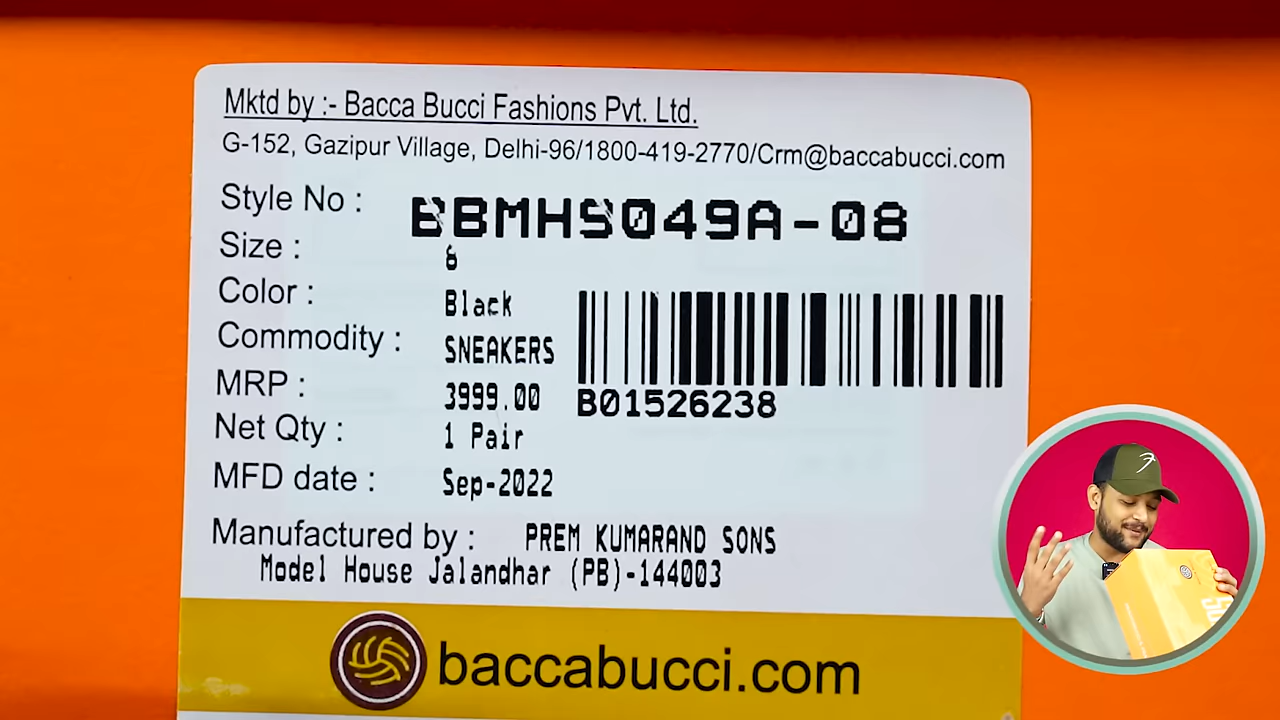 Mktd by :- Bacca Bucci Fashions Pvt. Ltd.
G-152, Gazipur Village, Delhi-96/1800-419-2770/Crm@baccabucci.com
Style No : BBMHS049A-08
Size : 8
Color : Black
Commodity : SNEAKERS
MRP : 3999.00
B01526238
Net Qty : 1 Pair
MFD date : Sep-2022
Manufactured by : PREM KUMARAND SONS
Model House Jalandhar (PB)-144003
baccabucci.com